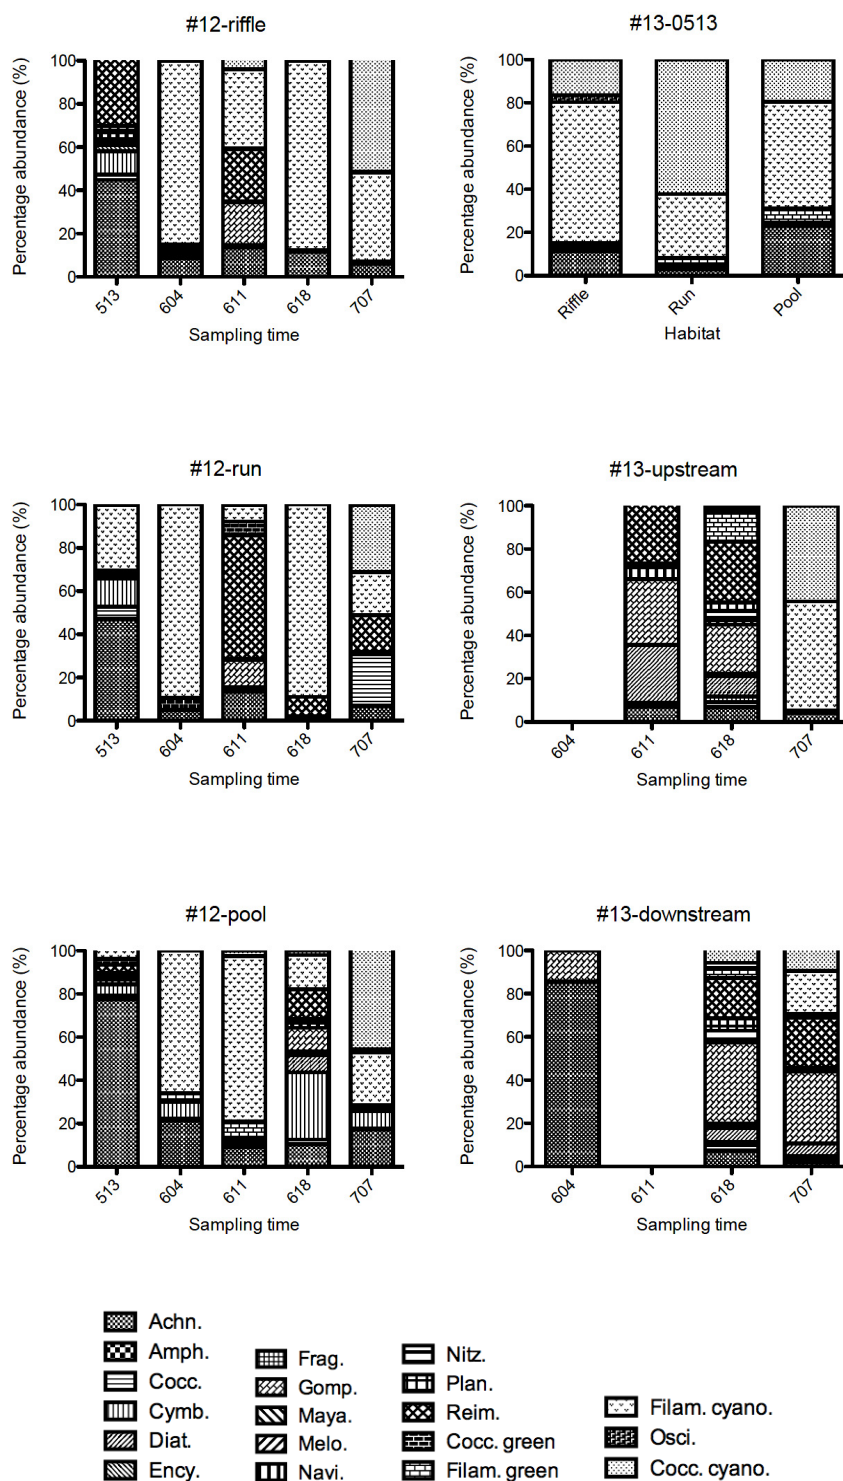 #12-riffle
Percentage abundance (%)
100
80
60
40
20
0
513
604
611
618
707
Sampling time
#13-0513
Percentage abundance (%)
100
80
60
40
20
0
Riffle
Run
Pool
Habitat
#12-run
Percentage abundance (%)
100
80
60
40
20
0
513
604
611
618
707
Sampling time
#13-upstream
Percentage abundance (%)
100
80
60
40
20
0
604
611
618
707
Sampling time
#12-pool
Percentage abundance (%)
100
80
60
40
20
0
513
604
611
618
707
Sampling time
#13-downstream
Percentage abundance (%)
100
80
60
40
20
0
604
611
618
707
Sampling time
Achn.
Amph.
Cocc.
Cymb.
Diat.
Ency.
Frag.
Gomp.
Maya.
Melo.
Navi.
Nitz.
Plan.
Reim.
Cocc. green
Filam. green
Filam. cyano.
Osci.
Cocc. cyano.